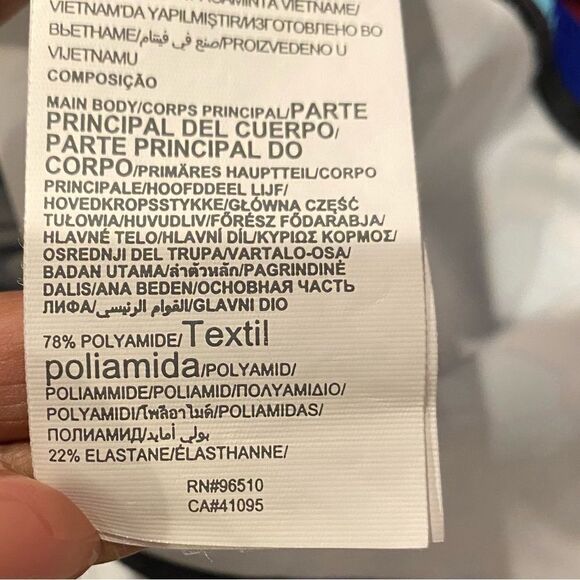 VIETNAM'DA YAPILMIŞTIR/ИЗГОТОВЛЕНО ВО
ВЬЕТНАМЕ/صنع في فيتنام/PROIZVEDENO U
VIJETNAMU
COMPOSIÇÃO
MAIN BODY/CORPS PRINCIPAL/PARTE
PRINCIPAL DEL CUERPO/
PARTE PRINCIPAL DO
CORPO/PRIMÄRES HAUPTTEIL/CORPO
PRINCIPALE/HOOFDDEEL LIJF/
HOVEDKROPSSTYKKE/GŁÓWNA CZĘŚĆ
TUŁOWIA/HUVUDLIV/FŐRÉSZ FŐDARABJA/
HLAVNÉ TELO/HLAVNÍ DÍL/ΚΥΡΙΩΣ ΚΟΡΜΟΣ/
OSREDNJI DEL TRUPA/VARTALO-OSA/
BADAN UTAMA/ลำตัวหลัก/PAGRINDINĖ
DALIS/ANA BEDEN/ОСНОВНАЯ ЧАСТЬ
ЛИФА/القوام الرئيسي/GLAVNI DIO
78% POLYAMIDE/Textil
poliamida/POLYAMID/
POLIAMMIDE/POLIAMID/ΠΟΛΥΑΜΙΔΙΟ/
POLYAMIDI/โพลีอาไมด์/POLIAMIDAS/
ПОЛИАМИД/بولي أمايد/
22% ELASTANE/ÉLASTHANNE/
RN#96510
CA#41095